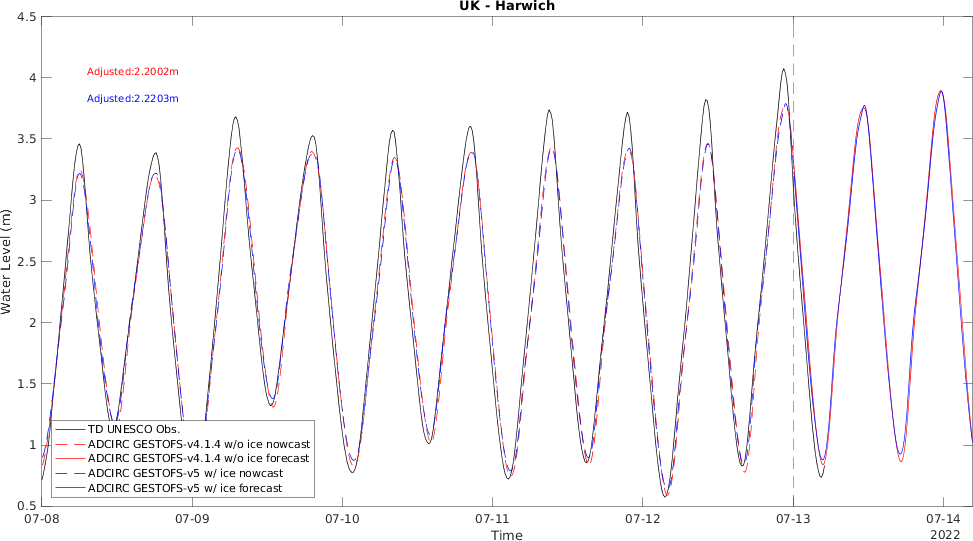 UK - Harwich
4.5
4
3.5
3
2.5
2
1.5
1
0.5
Water Level (m)
Adjusted:2.2002m
Adjusted:2.2203m
TD UNESCO Obs.
ADCIRC GESTOFS-v4.1.4 w/o ice nowcast
ADCIRC GESTOFS-v4.1.4 w/o ice forecast
ADCIRC GESTOFS-v5 w/ ice nowcast
ADCIRC GESTOFS-v5 w/ ice forecast
07-08 07-09 07-10 07-11 07-12 07-13 07-14
Time
2022